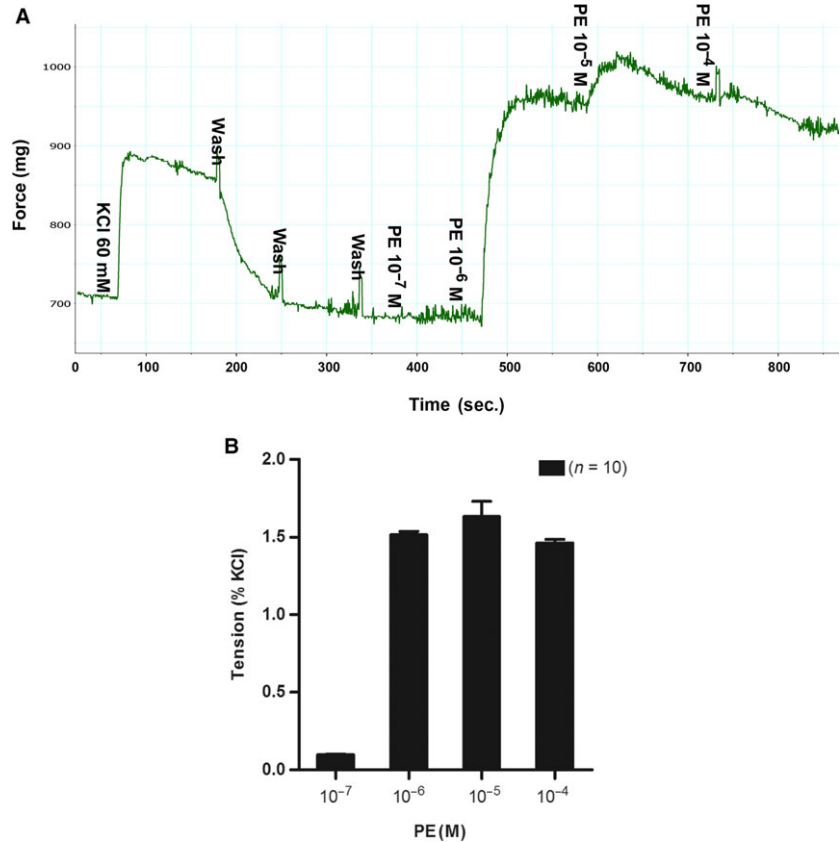 A
Force (mg)
1000
900
800
700
KCl 60 mM
Wash
Wash
Wash
PE 10⁻⁷ M
PE 10⁻⁶ M
PE 10⁻⁵ M
PE 10⁻⁴ M
0
100
200
300
400
500
600
700
800
Time (sec.)
B
(n = 10)
Tension (% KCl)
2.0
1.5
1.0
0.5
0.0
10⁻⁷
10⁻⁶
10⁻⁵
10⁻⁴
PE (M)